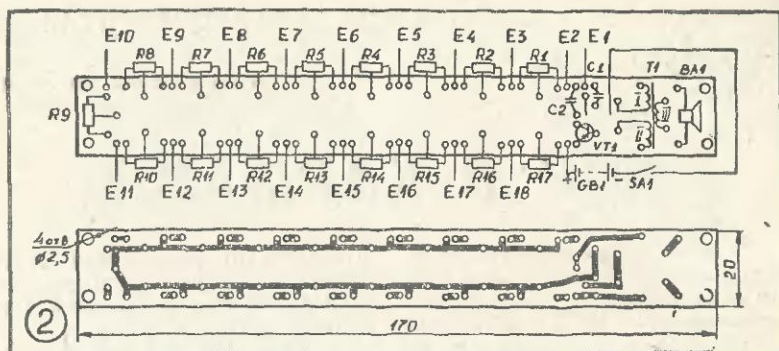 E10 E9 E8 E7 E6 E5 E4 E3 E2 E1
R8 R7 R6 R5 R4 R3 R2 R1 C1 T1 BA1
R9 C2 I II III
VT1
R10 R11 R12 R13 R14 R15 R16 R17
E11 E12 E13 E14 E15 E16 E17 E18 + GB1 - SA1
4 отв
ø2,5
20
2
170